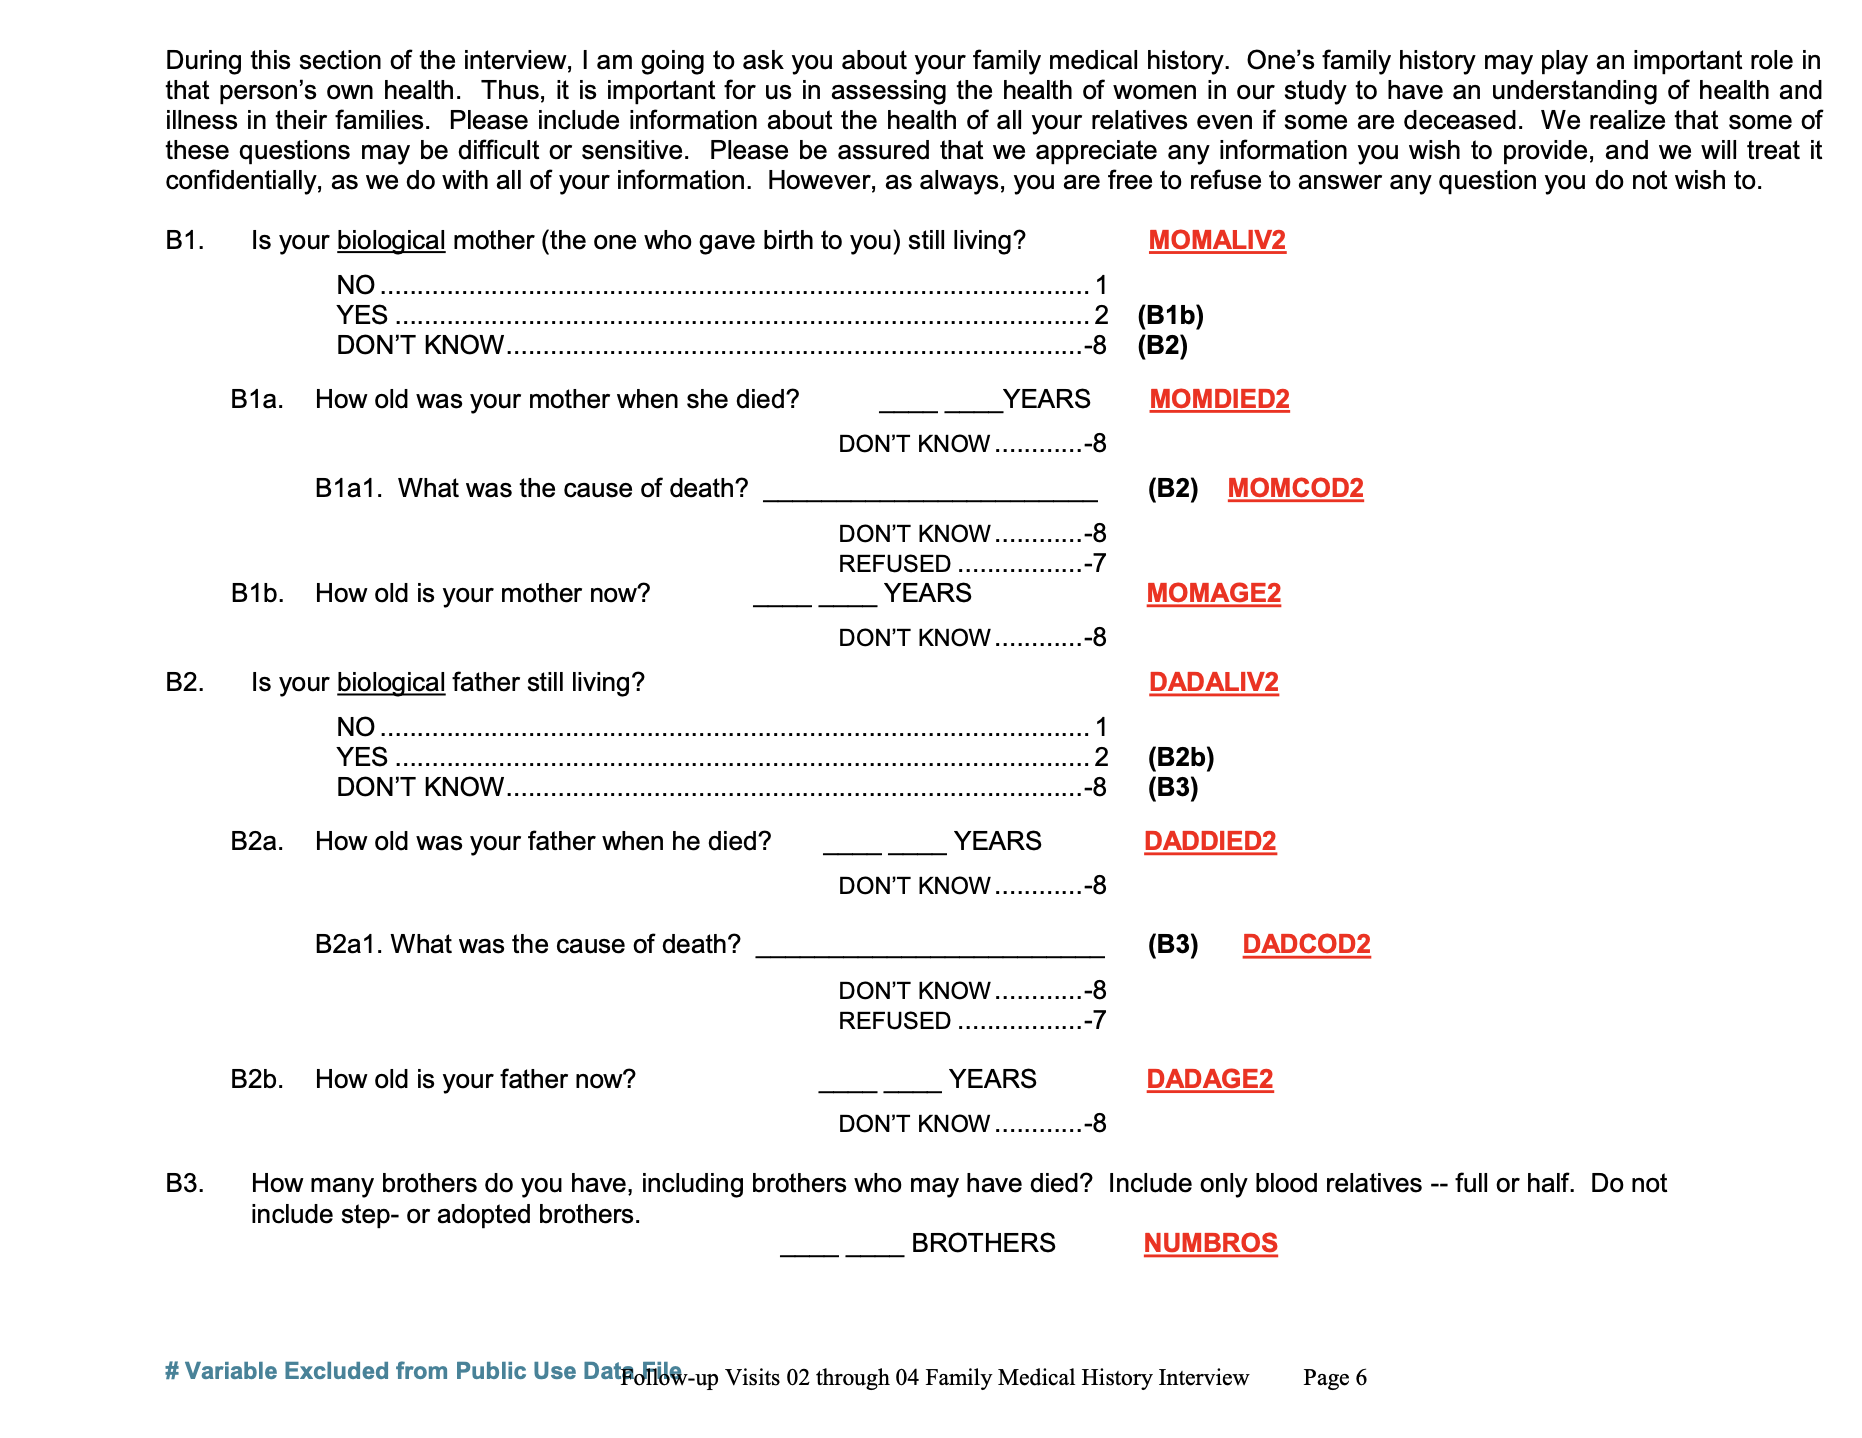 During this section of the interview, I am going to ask you about your family medical history.  One's family history may play an important role in
that person's own health.  Thus, it is important for us in assessing the health of women in our study to have an understanding of health and
illness in their families.  Please include information about the health of all your relatives even if some are deceased.  We realize that some of
these questions may be difficult or sensitive.  Please be assured that we appreciate any information you wish to provide, and we will treat it
confidentially, as we do with all of your information.  However, as always, you are free to refuse to answer any question you do not wish to.
B1. Is your biological mother (the one who gave birth to you) still living? MOMALIV2
NO ................................................................................................ 1
YES .............................................................................................. 2 (B1b)
DON'T KNOW..............................................................................-8 (B2)
B1a. How old was your mother when she died? ____ ____YEARS MOMDIED2
DON'T KNOW ............-8
B1a1. What was the cause of death? _______________________ (B2) MOMCOD2
DON'T KNOW ............-8
REFUSED .................-7
B1b. How old is your mother now? ____ ____ YEARS MOMAGE2
DON'T KNOW ............-8
B2. Is your biological father still living? DADALIV2
NO ................................................................................................ 1
YES .............................................................................................. 2 (B2b)
DON'T KNOW..............................................................................-8 (B3)
B2a. How old was your father when he died? ____ ____ YEARS DADDIED2
DON'T KNOW ............-8
B2a1. What was the cause of death? ________________________ (B3) DADCOD2
DON'T KNOW ............-8
REFUSED .................-7
B2b. How old is your father now? ____ ____ YEARS DADAGE2
DON'T KNOW ............-8
B3. How many brothers do you have, including brothers who may have died?  Include only blood relatives -- full or half.  Do not
include step- or adopted brothers.
____ ____ BROTHERS NUMBROS
# Variable Excluded from Public Use Data File
Follow-up Visits 02 through 04 Family Medical History Interview Page 6